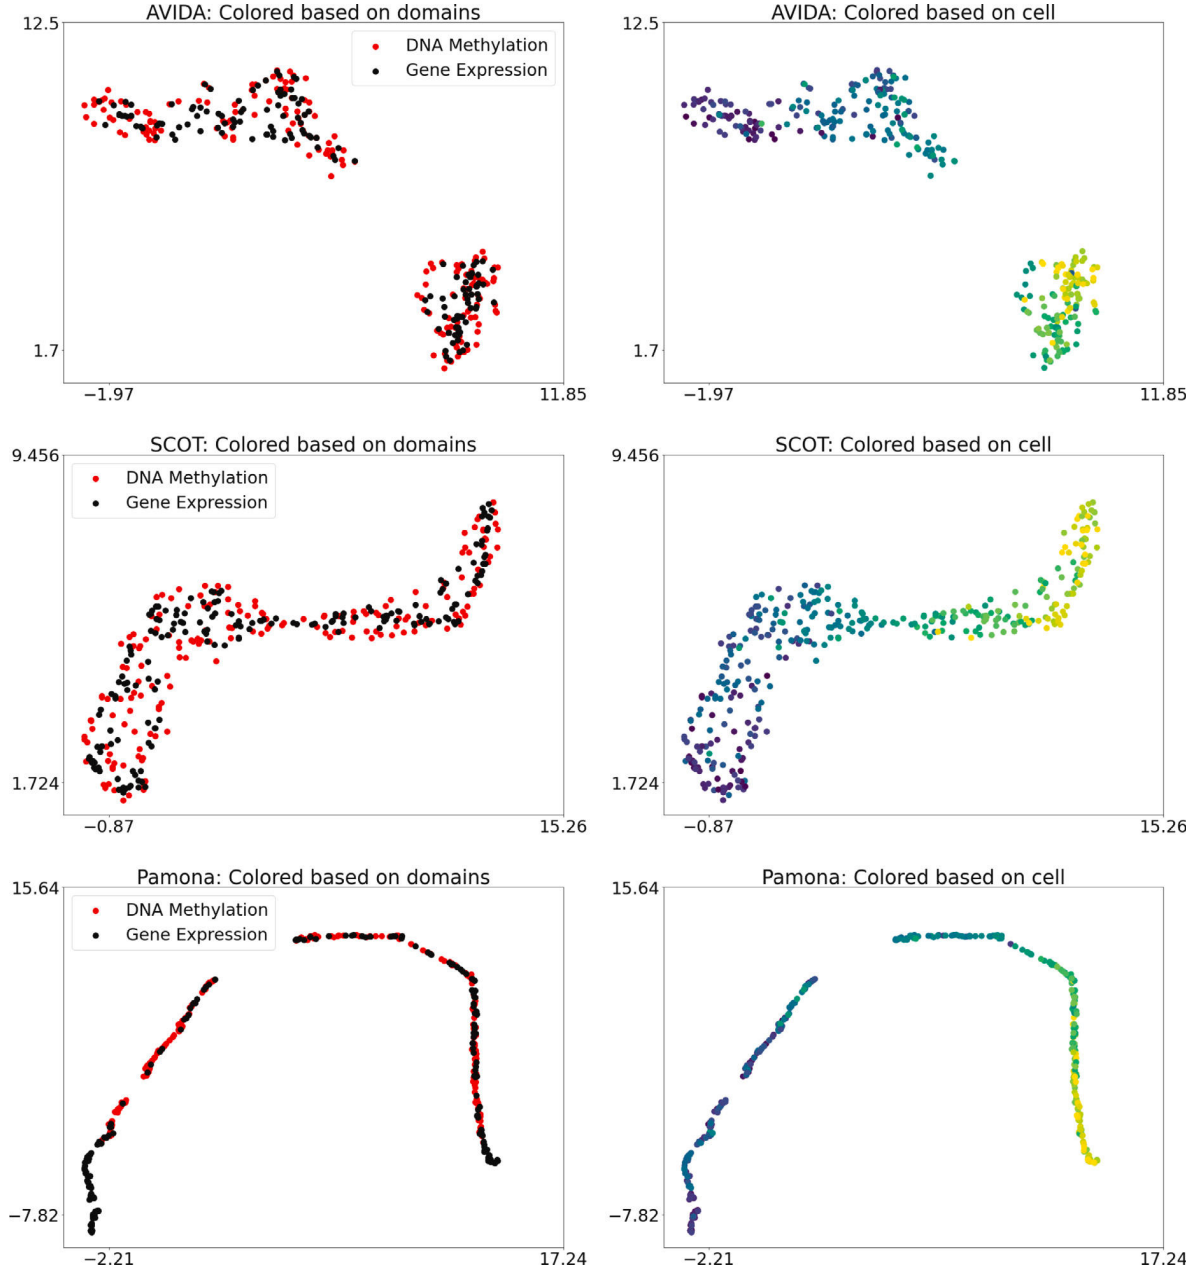 AVIDA: Colored based on domains
12.5
DNA Methylation
Gene Expression
1.7
−1.97
11.85
AVIDA: Colored based on cell
12.5
1.7
−1.97
11.85
SCOT: Colored based on domains
9.456
DNA Methylation
Gene Expression
1.724
−0.87
15.26
SCOT: Colored based on cell
9.456
1.724
−0.87
15.26
Pamona: Colored based on domains
15.64
DNA Methylation
Gene Expression
−7.82
−2.21
17.24
Pamona: Colored based on cell
15.64
−7.82
−2.21
17.24